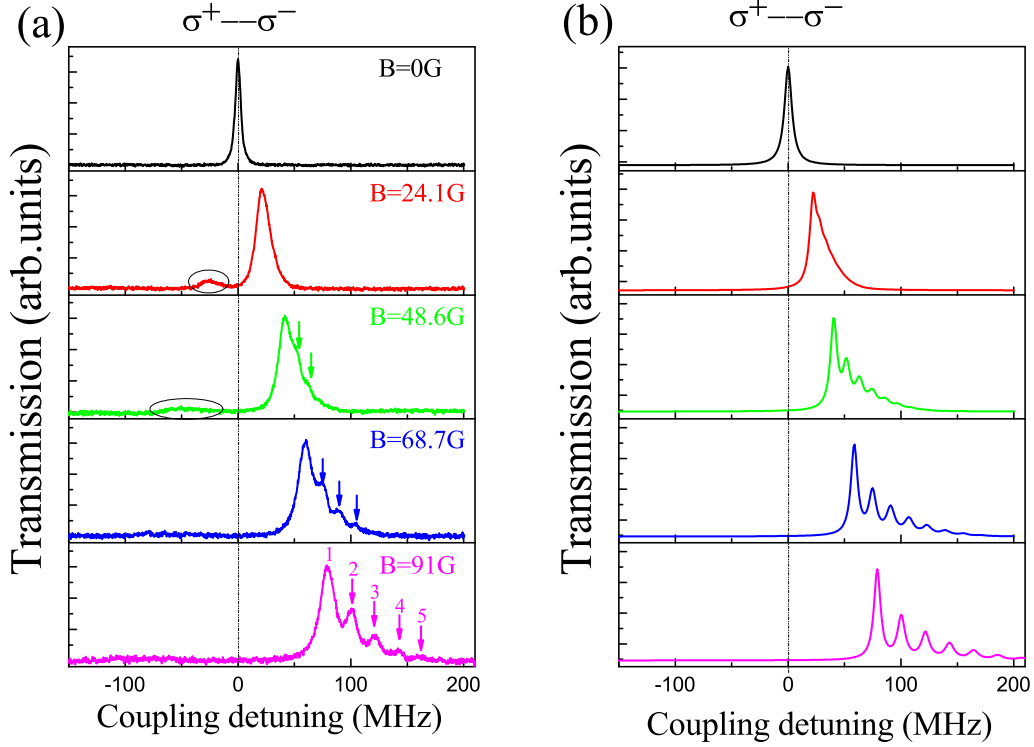 (a)
σ⁺−−σ⁻
B=0G
B=24.1G
B=48.6G
B=68.7G
B=91G
1
2
3
4
5
Transmission (arb.units)
-100 0 100 200
Coupling detuning (MHz)
(b)
σ⁺−−σ⁻
Transmission (arb.units)
-100 0 100 200
Coupling detuning (MHz)